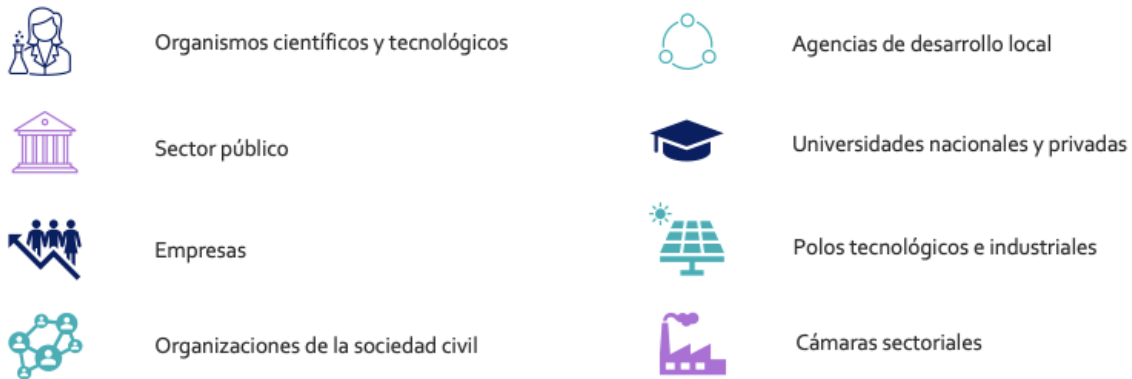 Organismos científicos y tecnológicos
Sector público
Empresas
Organizaciones de la sociedad civil
Agencias de desarrollo local
Universidades nacionales y privadas
Polos tecnológicos e industriales
Cámaras sectoriales